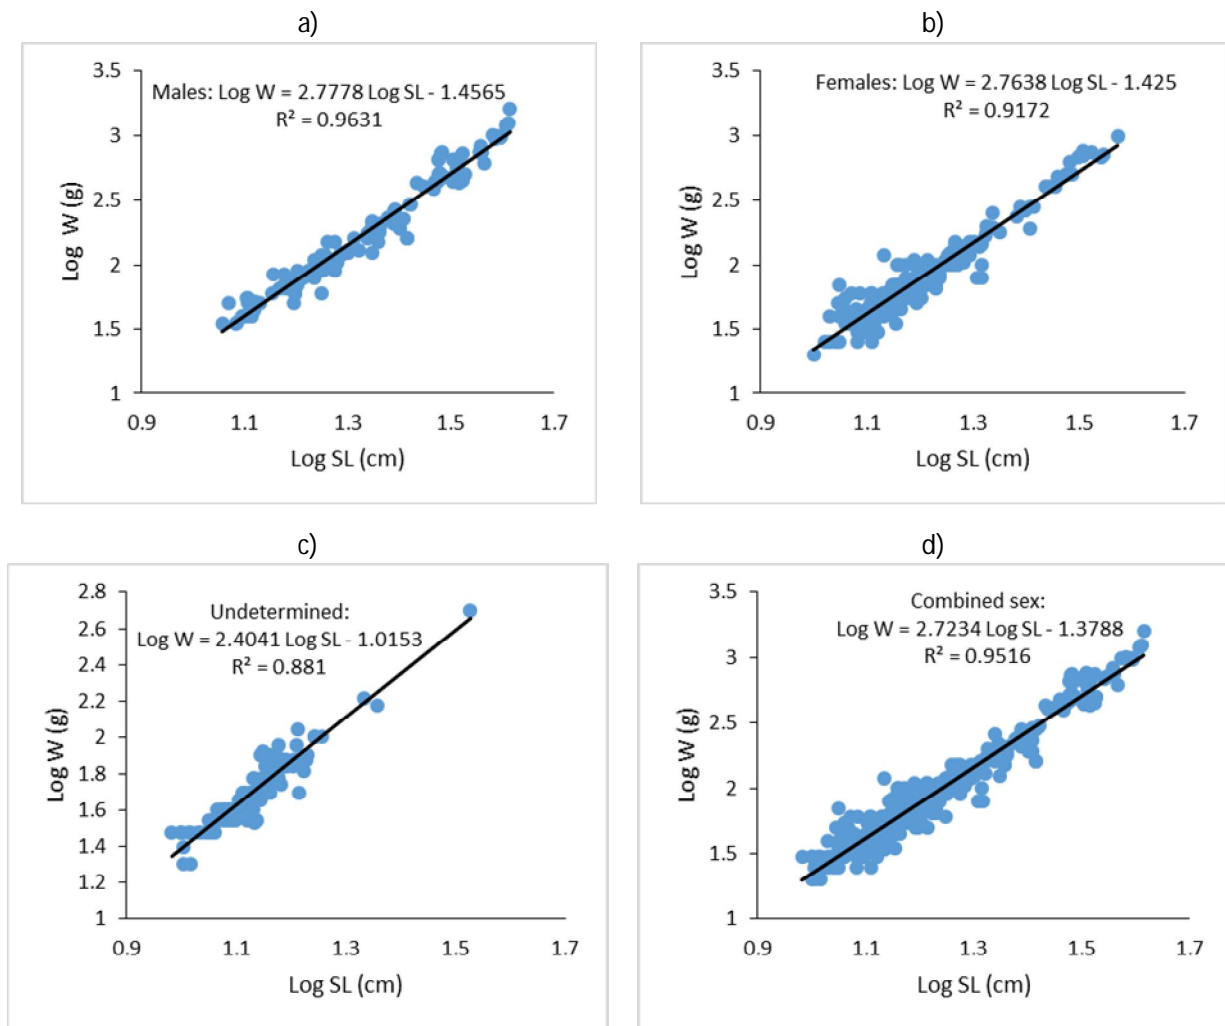 a)
3.5
3
2.5
2
1.5
1
0.9
1.1
1.3
1.5
1.7
Log W (g)
Males: Log W = 2.7778 Log SL - 1.4565
R² = 0.9631
Log SL (cm)
b)
3.5
3
2.5
2
1.5
1
0.9
1.1
1.3
1.5
1.7
Log W (g)
Females: Log W = 2.7638 Log SL - 1.425
R² = 0.9172
Log SL (cm)
c)
2.8
2.6
2.4
2.2
2
1.8
1.6
1.4
1.2
1
0.9
1.1
1.3
1.5
1.7
Log W (g)
Undetermined:
Log W = 2.4041 Log SL - 1.0153
R² = 0.881
Log SL (cm)
d)
3.5
3
2.5
2
1.5
1
0.9
1.1
1.3
1.5
1.7
Log W (g)
Combined sex:
Log W = 2.7234 Log SL - 1.3788
R² = 0.9516
Log SL (cm)